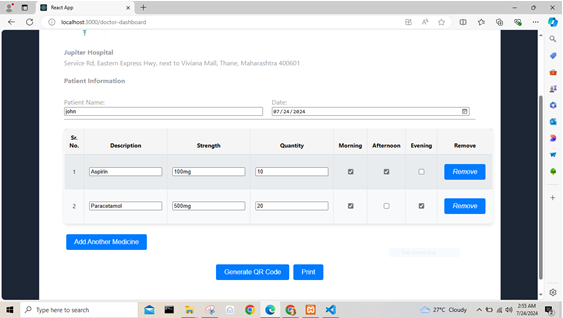 React App
localhost:3000/doctor-dashboard
Jupiter Hospital
Service Rd, Eastern Express Hwy, next to Viviana Mall, Thane, Maharashtra 400601
Patient Information
Patient Name: Date:
john 07/24/2024
Sr. No. Description Strength Quantity Morning Afternoon Evening Remove
1 Aspirin 100mg 10 Remove
2 Paracetamol 500mg 20 Remove
Add Another Medicine
Generate QR Code Print
Type here to search
27°C Cloudy
2:55 AM
7/24/2024